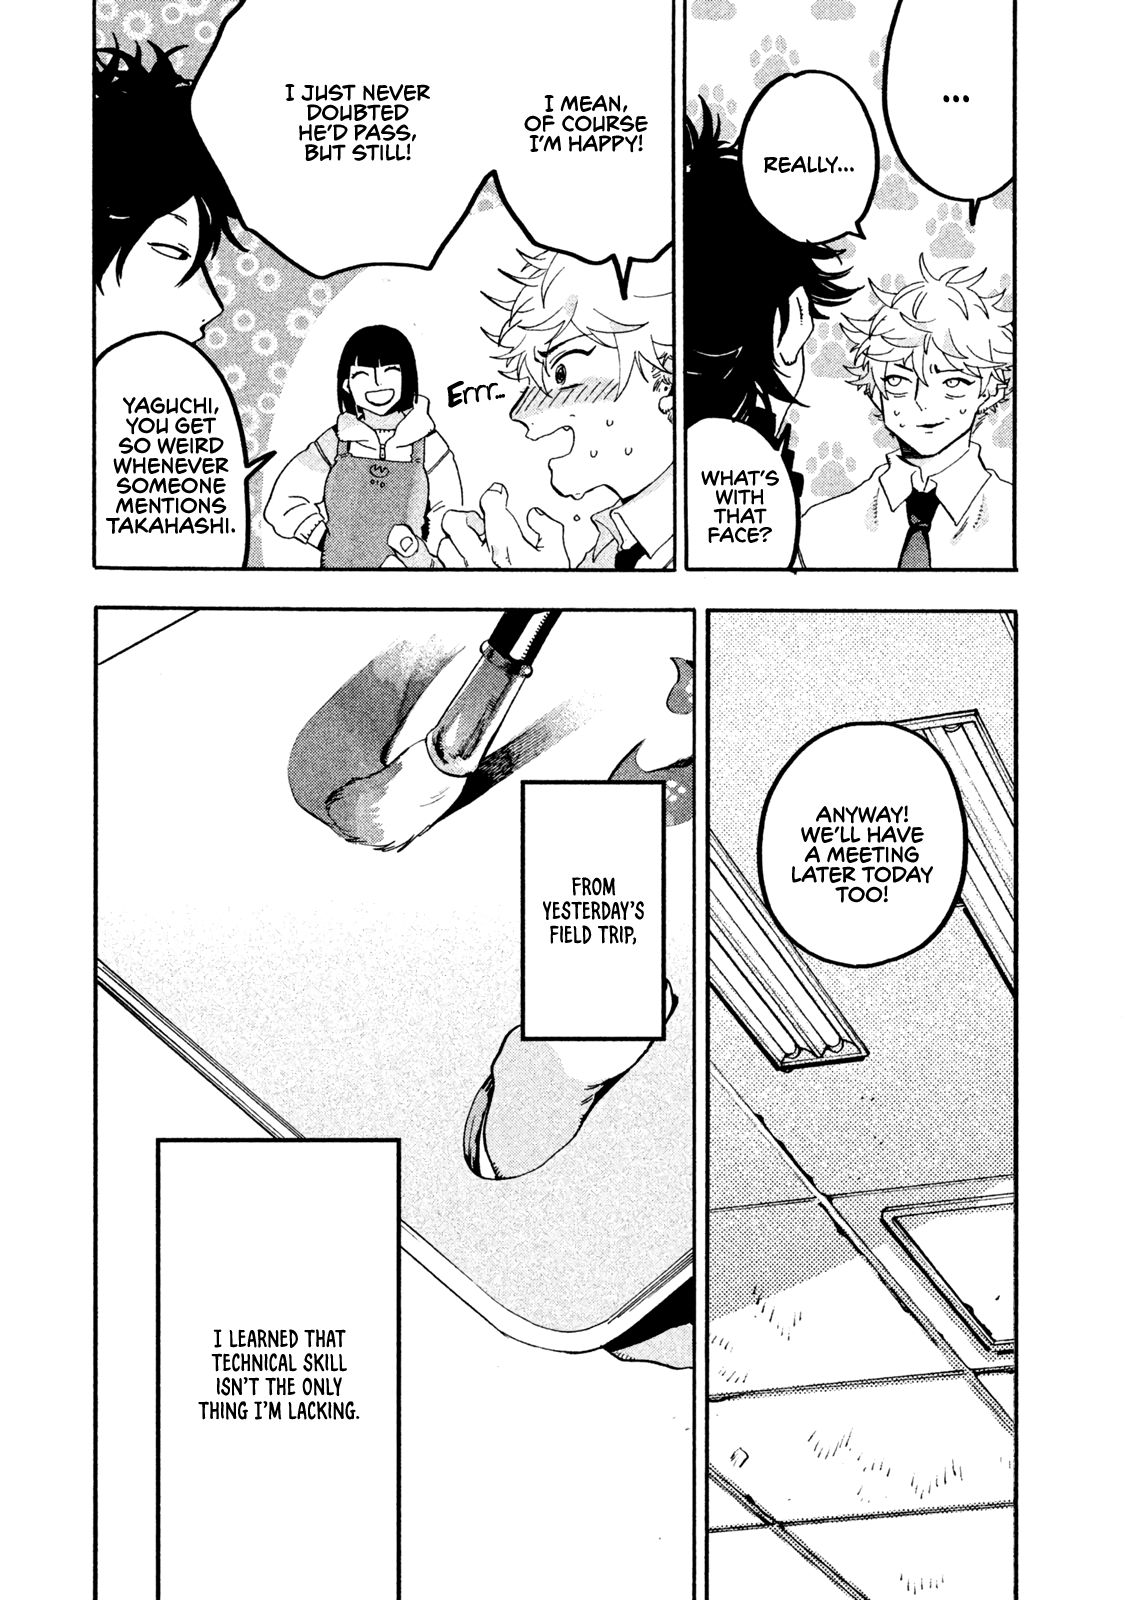 ...
REALLY...
WHAT'S
WITH
THAT
FACE?
I MEAN,
OF COURSE
I'M HAPPY!
I JUST NEVER
DOUBTED
HE'D PASS,
BUT STILL!
Errr...
YAGUCHI,
YOU GET
SO WEIRD
WHENEVER
SOMEONE
MENTIONS
TAKAHASHI.
ANYWAY!
WE'LL HAVE
A MEETING
LATER TODAY
TOO!
FROM
YESTERDAY'S
FIELD TRIP,
I LEARNED THAT
TECHNICAL SKILL
ISN'T THE ONLY
THING I'M LACKING.